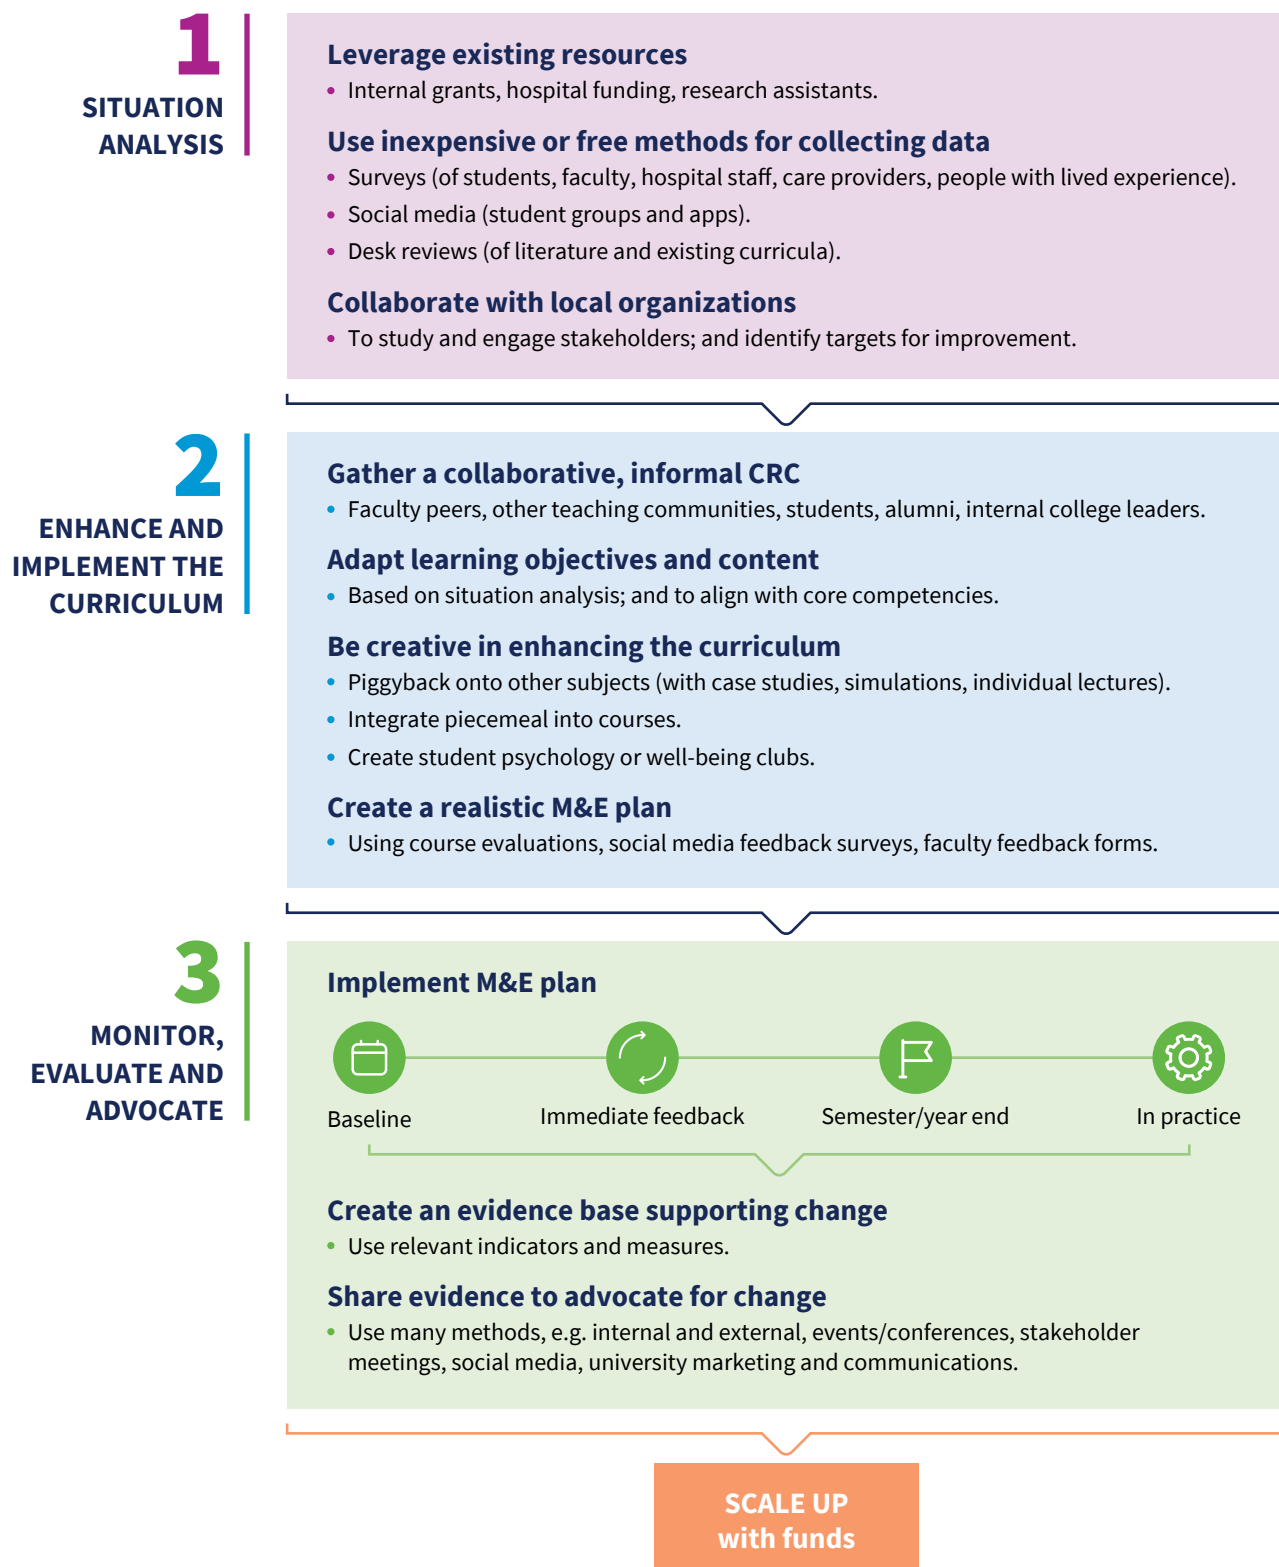 1
SITUATION
ANALYSIS
Leverage existing resources
• Internal grants, hospital funding, research assistants.
Use inexpensive or free methods for collecting data
• Surveys (of students, faculty, hospital staff, care providers, people with lived experience).
• Social media (student groups and apps).
• Desk reviews (of literature and existing curricula).
Collaborate with local organizations
• To study and engage stakeholders; and identify targets for improvement.
2
ENHANCE AND
IMPLEMENT THE
CURRICULUM
Gather a collaborative, informal CRC
• Faculty peers, other teaching communities, students, alumni, internal college leaders.
Adapt learning objectives and content
• Based on situation analysis; and to align with core competencies.
Be creative in enhancing the curriculum
• Piggyback onto other subjects (with case studies, simulations, individual lectures).
• Integrate piecemeal into courses.
• Create student psychology or well-being clubs.
Create a realistic M&E plan
• Using course evaluations, social media feedback surveys, faculty feedback forms.
3
MONITOR,
EVALUATE AND
ADVOCATE
Implement M&E plan
Baseline
Immediate feedback
Semester/year end
In practice
Create an evidence base supporting change
• Use relevant indicators and measures.
Share evidence to advocate for change
• Use many methods, e.g. internal and external, events/conferences, stakeholder
meetings, social media, university marketing and communications.
SCALE UP
with funds